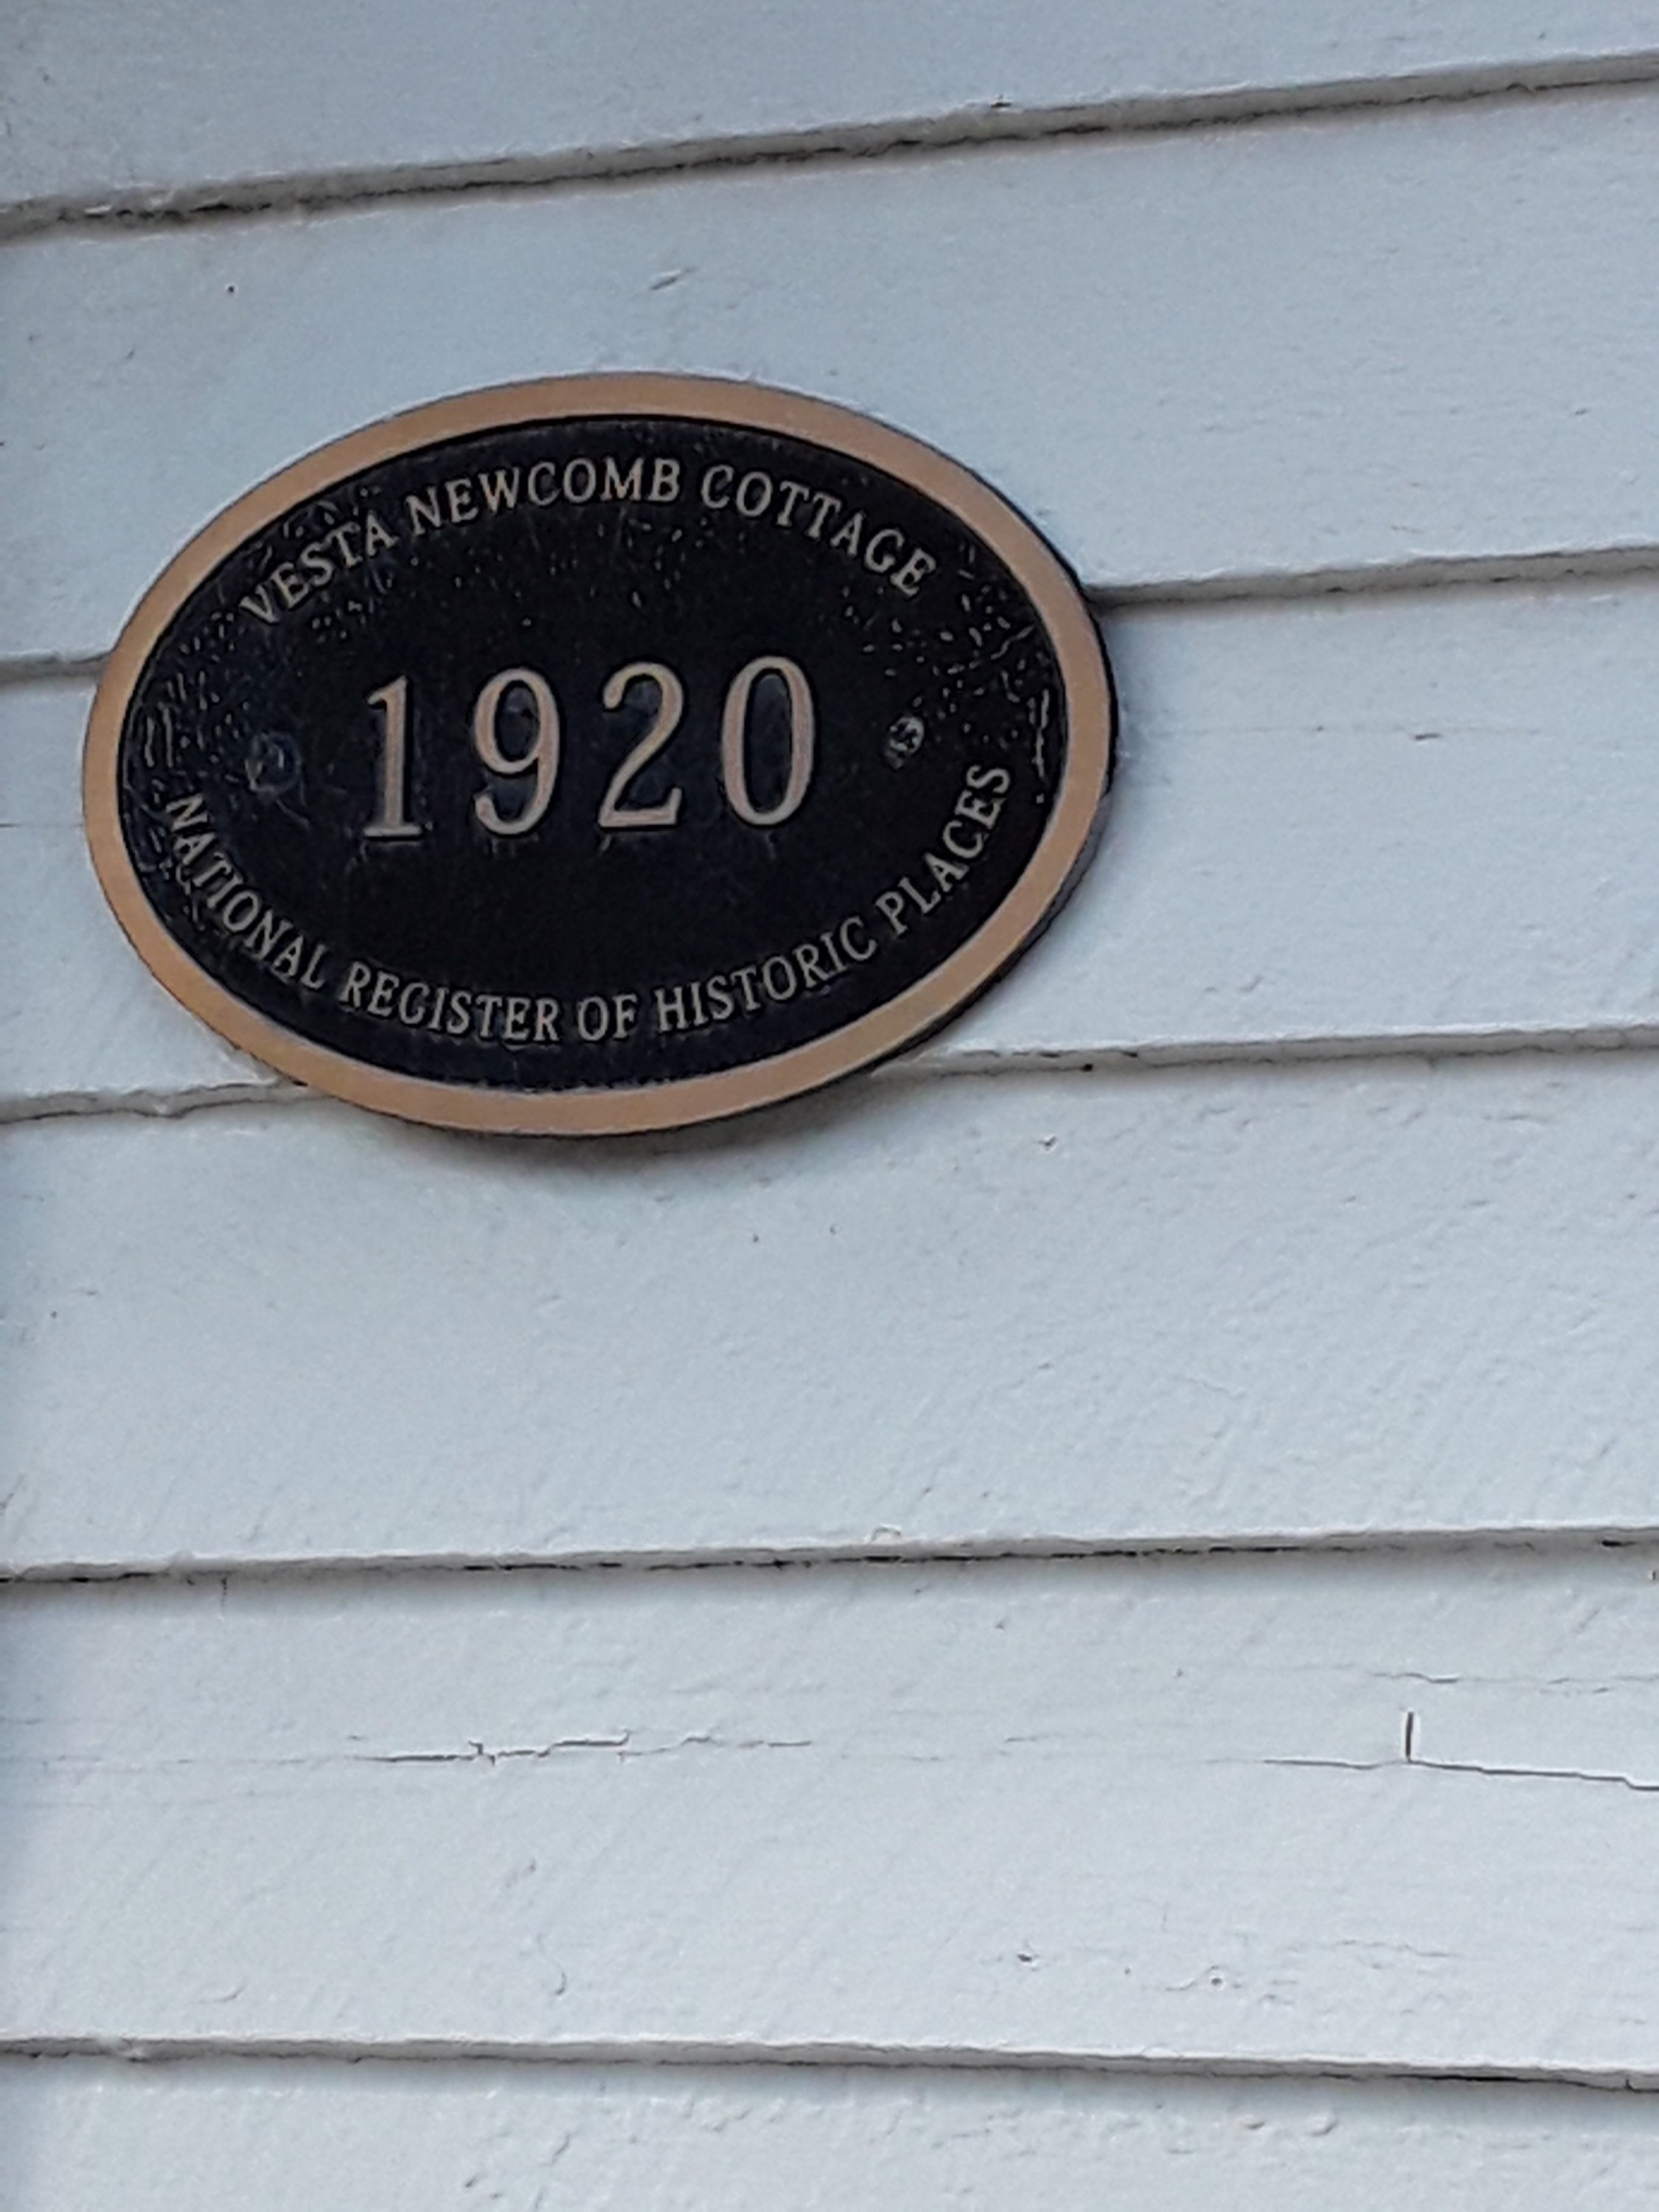 VESTA NEWCOMB COTTAGE
1920
NATIONAL REGISTER OF HISTORIC PLACES